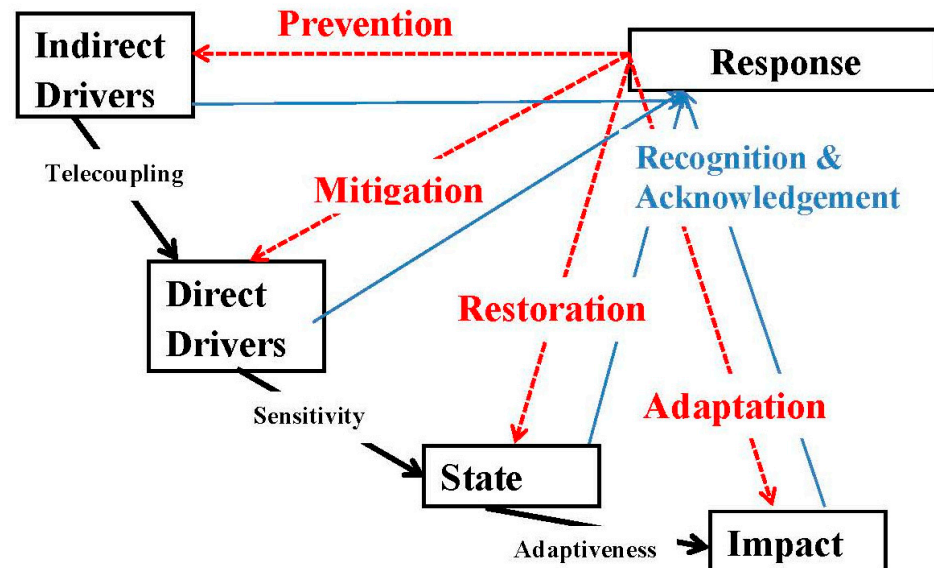 Prevention
Indirect
Drivers
Response
Telecoupling
Mitigation
Recognition &
Acknowledgement
Direct
Drivers
Restoration
Sensitivity
Adaptation
State
Adaptiveness
Impact